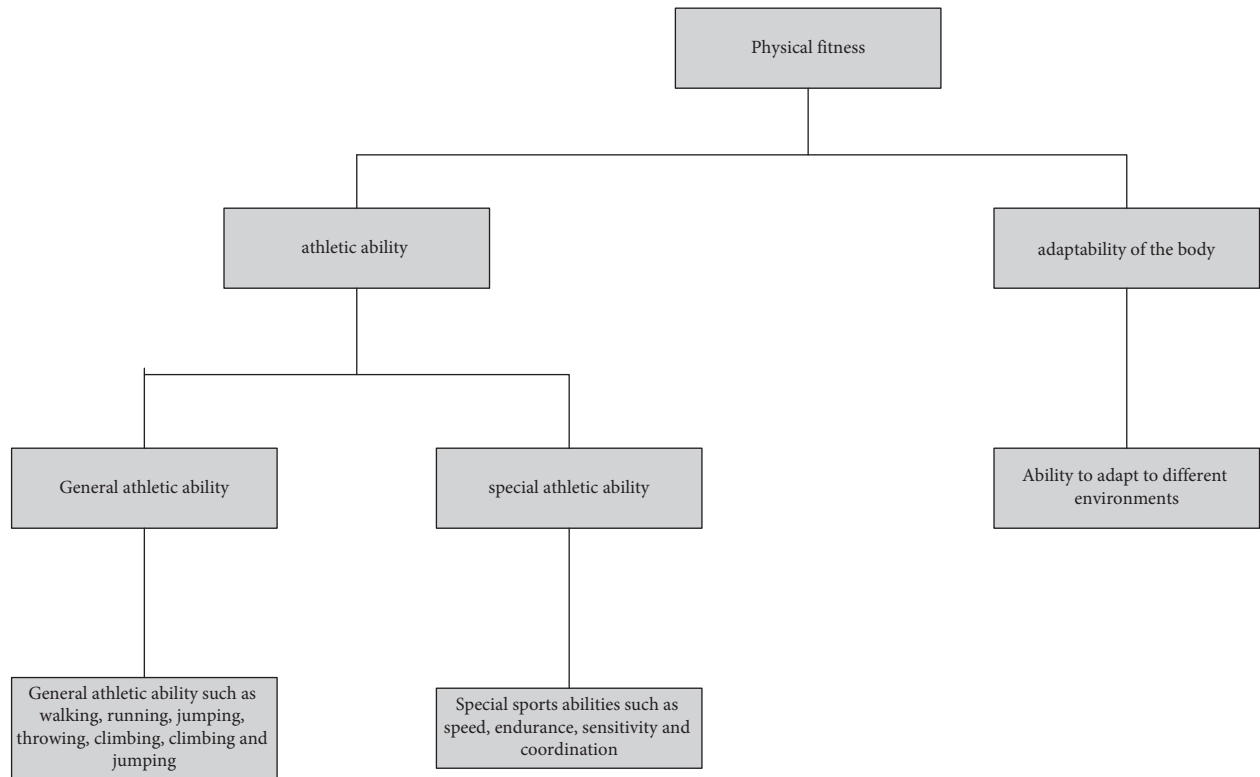 Physical fitness
athletic ability
adaptability of the body
General athletic ability
special athletic ability
Ability to adapt to different
environments
General athletic ability such as
walking, running, jumping,
throwing, climbing, climbing and
jumping
Special sports abilities such as
speed, endurance, sensitivity and
coordination